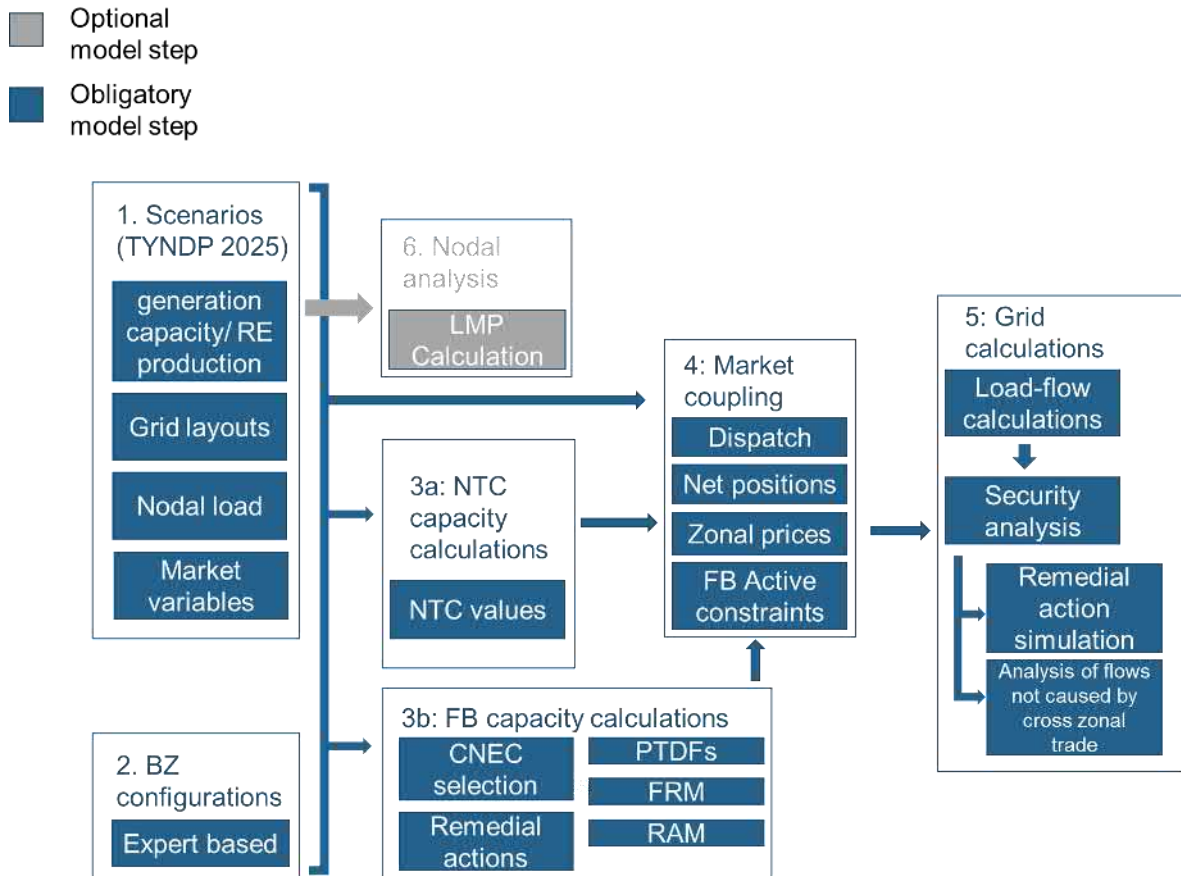 Optional
model step
Obligatory
model step
1. Scenarios
(TYNDP 2025)
generation
capacity/ RE
production
Grid layouts
Nodal load
Market
variables
2. BZ
configurations
Expert based
6. Nodal
analysis
LMP
Calculation
3a: NTC
capacity
calculations
NTC values
3b: FB capacity calculations
CNEC
selection
Remedial
actions
PTDFs
FRM
RAM
4: Market
coupling
Dispatch
Net positions
Zonal prices
FB Active
constraints
5: Grid
calculations
Load-flow
calculations
Security
analysis
Remedial
action
simulation
Analysis of flows
not caused by
cross zonal
trade